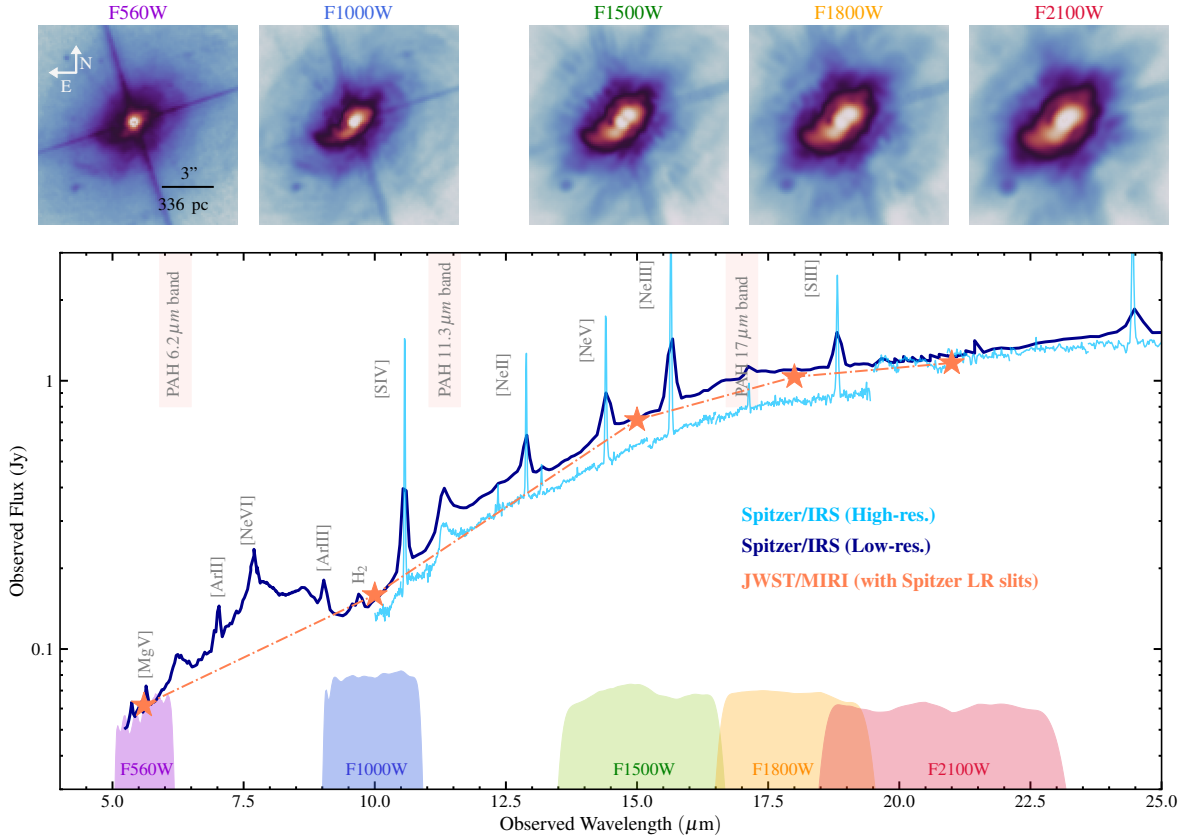 F560W
F1000W
F1500W
F1800W
F2100W
N
E
3”
336 pc
PAH 6.2 μm band
PAH 11.3 μm band
PAH 17 μm band
[MgV]
[ArII]
[NeVI]
[ArIII]
H2
[SIV]
[NeII]
[NeV]
[NeIII]
[SIII]
Spitzer/IRS (High-res.)
Spitzer/IRS (Low-res.)
JWST/MIRI (with Spitzer LR slits)
Observed Flux (Jy)
1
0.1
F560W
F1000W
F1500W
F1800W
F2100W
5.0
7.5
10.0
12.5
15.0
17.5
20.0
22.5
25.0
Observed Wavelength (μm)